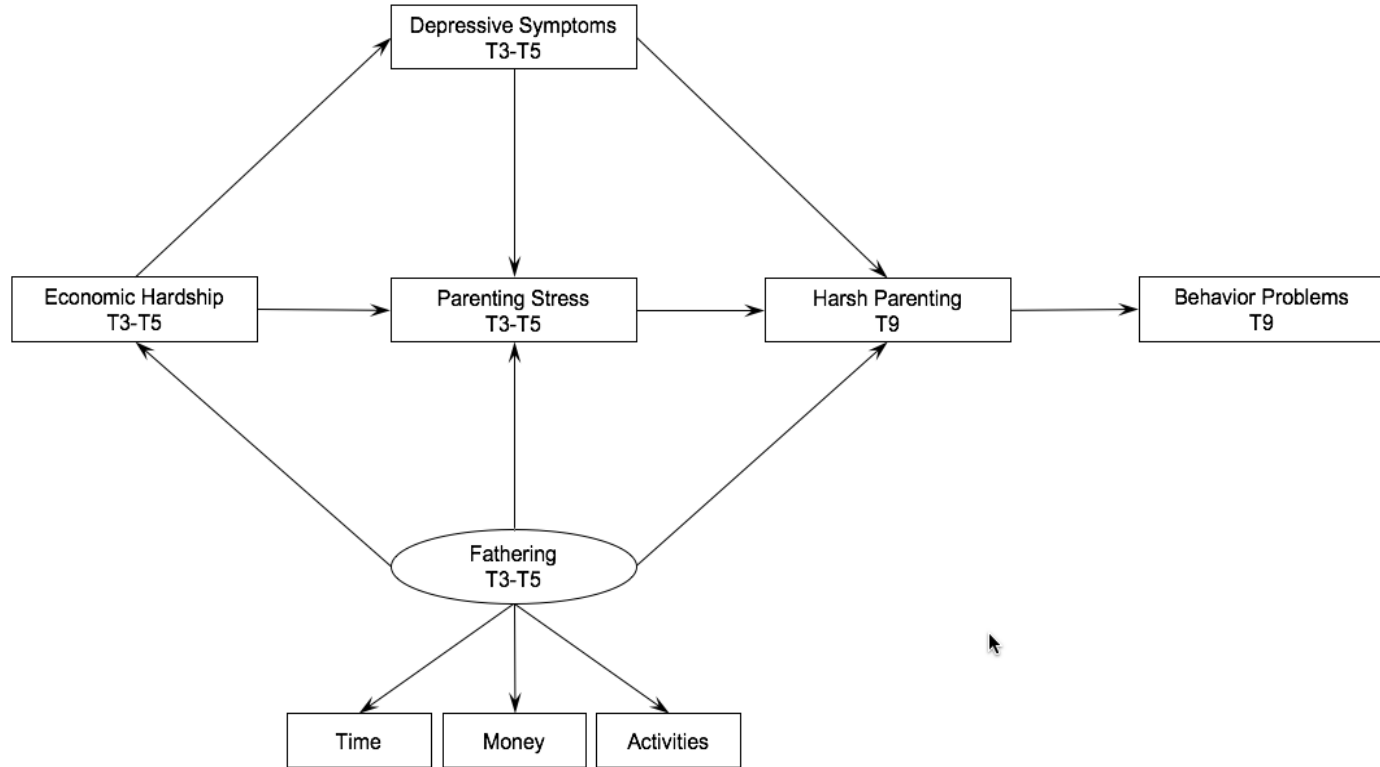 Depressive Symptoms
T3-T5
Economic Hardship
T3-T5
Parenting Stress
T3-T5
Harsh Parenting
T9
Behavior Problems
T9
Fathering
T3-T5
Time
Money
Activities